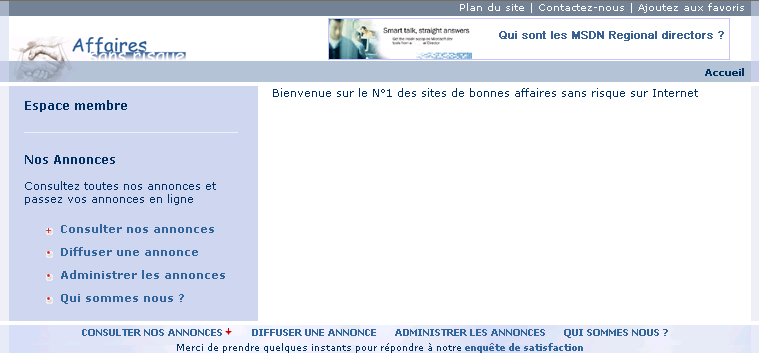 Plan du site | Contactez-nous | Ajoutez aux favoris
Affaires
sans risque
Smart talk, straight answers
Qui sont les MSDN Regional directors ?
Accueil
Espace membre
Bienvenue sur le N°1 des sites de bonnes affaires sans risque sur Internet
Nos Annonces
Consultez toutes nos annonces et
passez vos annonces en ligne
Consulter nos annonces
Diffuser une annonce
Administrer les annonces
Qui sommes nous ?
CONSULTER NOS ANNONCES DIFFUSER UNE ANNONCE ADMINISTRER LES ANNONCES QUI SOMMES NOUS ?
Merci de prendre quelques instants pour répondre à notre enquête de satisfaction